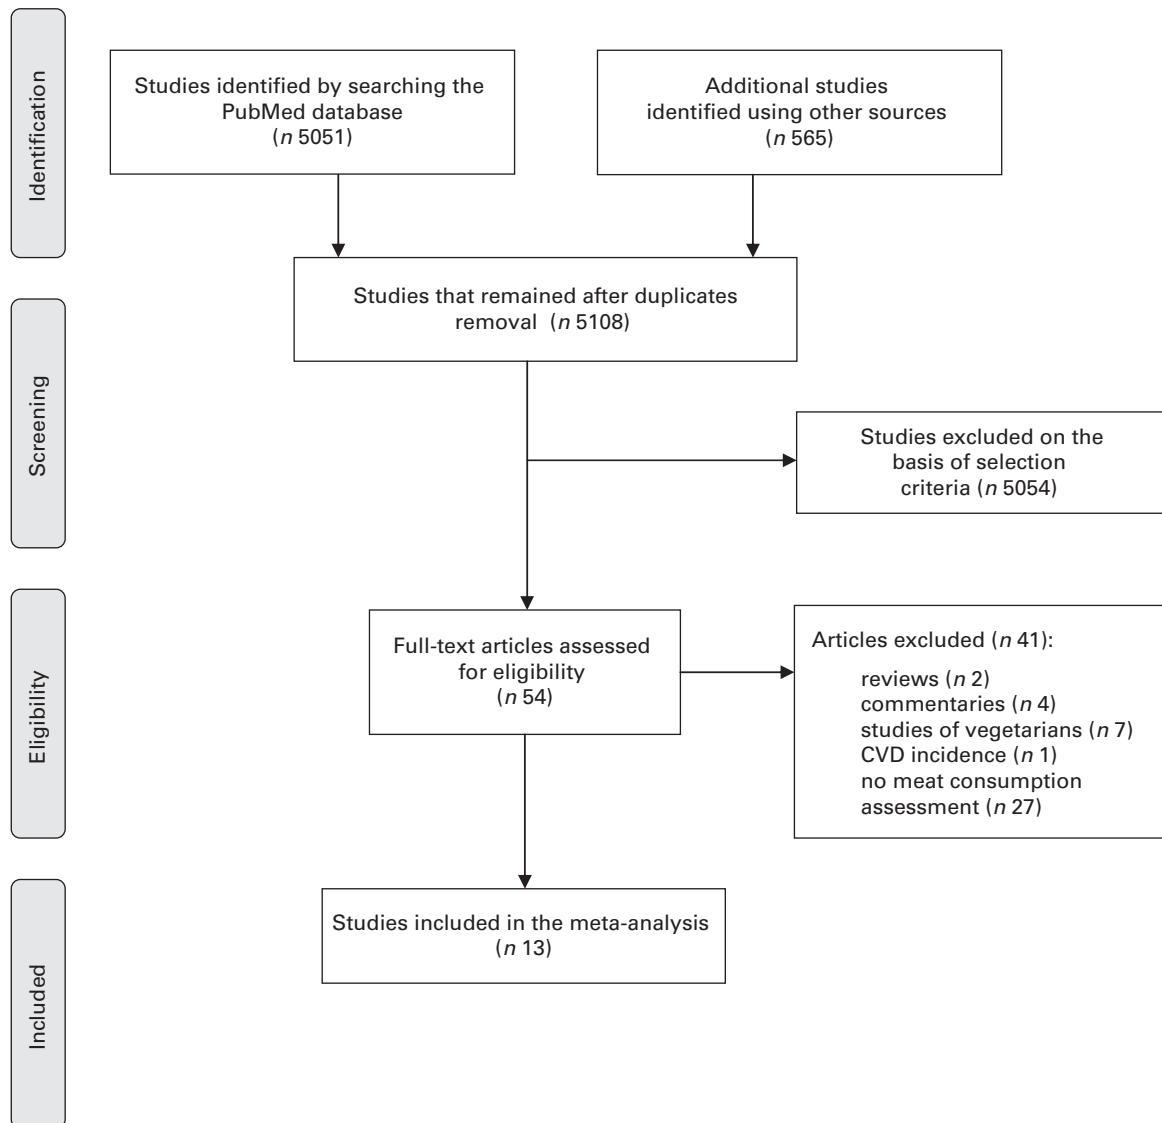 Identification
Studies identified by searching the
PubMed database
(n 5051)
Additional studies
identified using other sources
(n 565)
Studies that remained after duplicates
removal (n 5108)
Screening
Studies excluded on the
basis of selection
criteria (n 5054)
Eligibility
Full-text articles assessed
for eligibility
(n 54)
Articles excluded (n 41):
reviews (n 2)
commentaries (n 4)
studies of vegetarians (n 7)
CVD incidence (n 1)
no meat consumption
assessment (n 27)
Included
Studies included in the meta-analysis
(n 13)